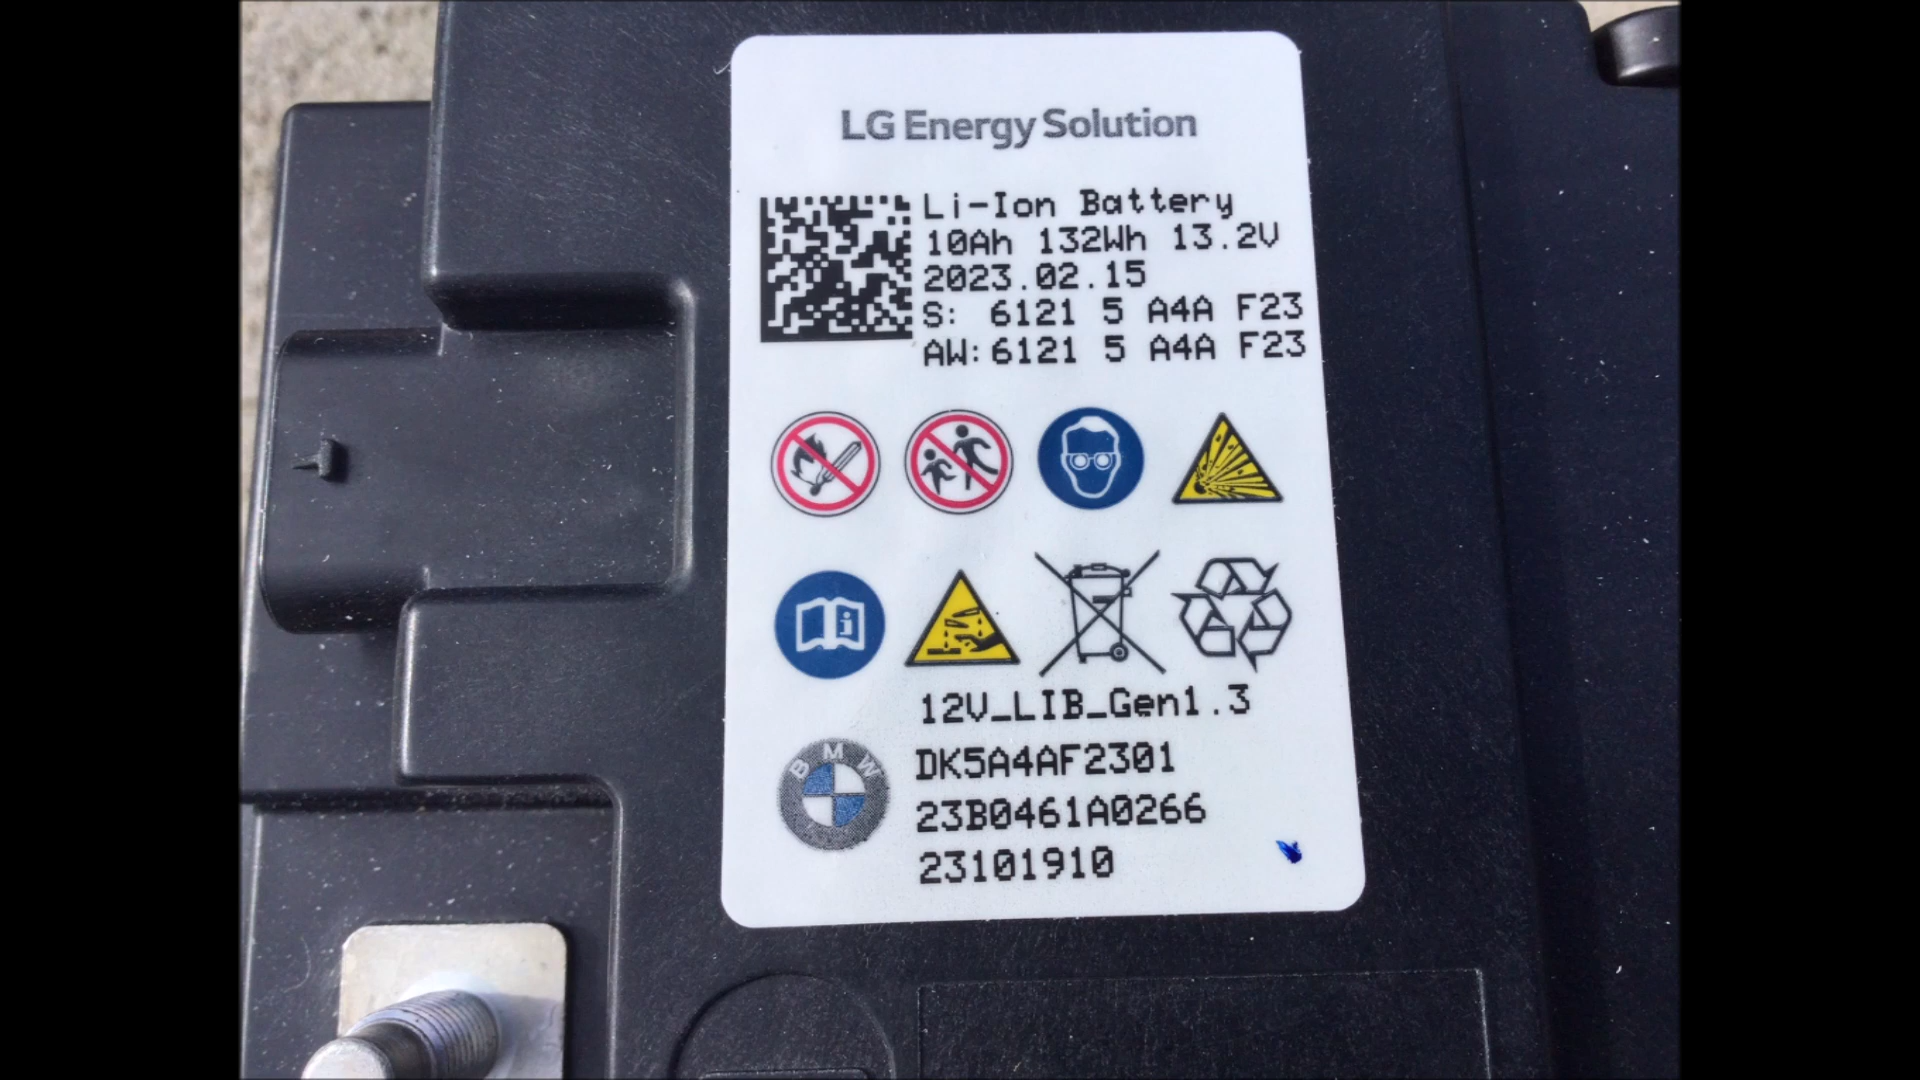 LG Energy Solution
Li-Ion Battery
10Ah 132Wh 13.2V
2023.02.15
S: 6121 5 A4A F23
AW: 6121 5 A4A F23
12V_LIB_Gen1.3
BMW
DK5A4AF2301
23B0461A0266
23101910